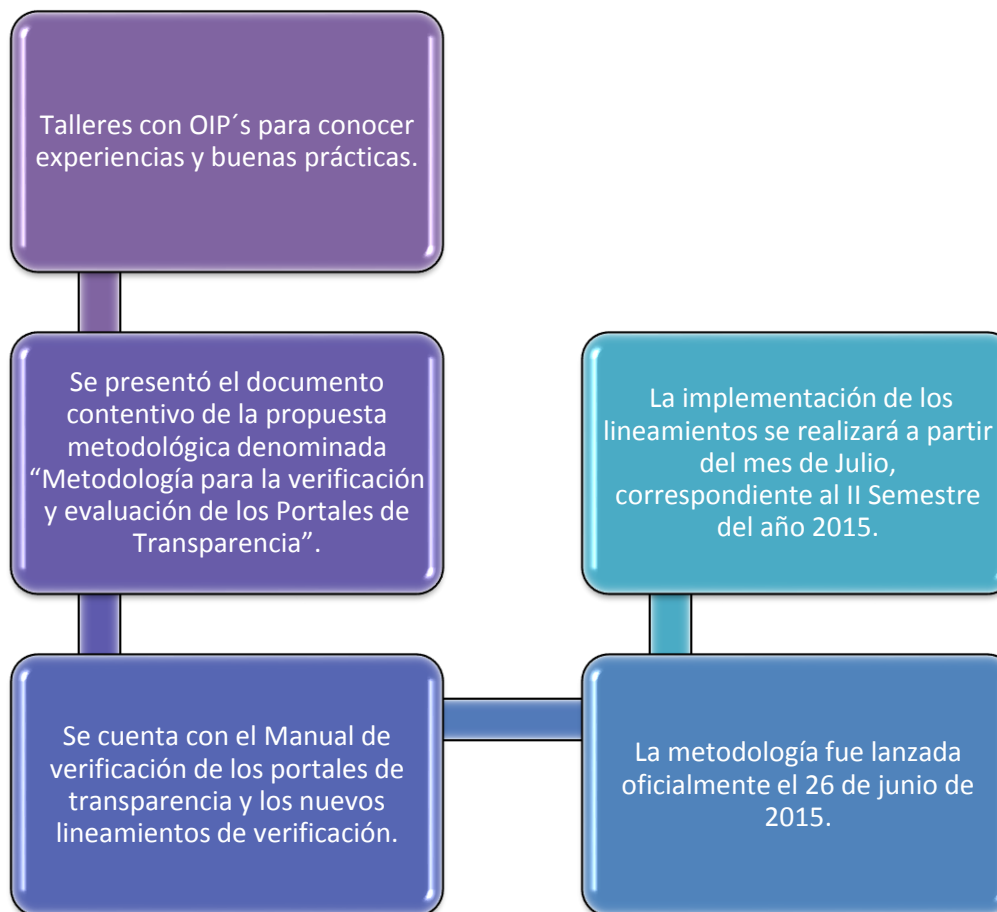 Talleres con OIP´s para conocer
experiencias y buenas prácticas.
Se presentó el documento
contentivo de la propuesta
metodológica denominada
“Metodología para la verificación
y evaluación de los Portales de
Transparencia”.
Se cuenta con el Manual de
verificación de los portales de
transparencia y los nuevos
lineamientos de verificación.
La metodología fue lanzada
oficialmente el 26 de junio de
2015.
La implementación de los
lineamientos se realizará a partir
del mes de Julio,
correspondiente al II Semestre
del año 2015.